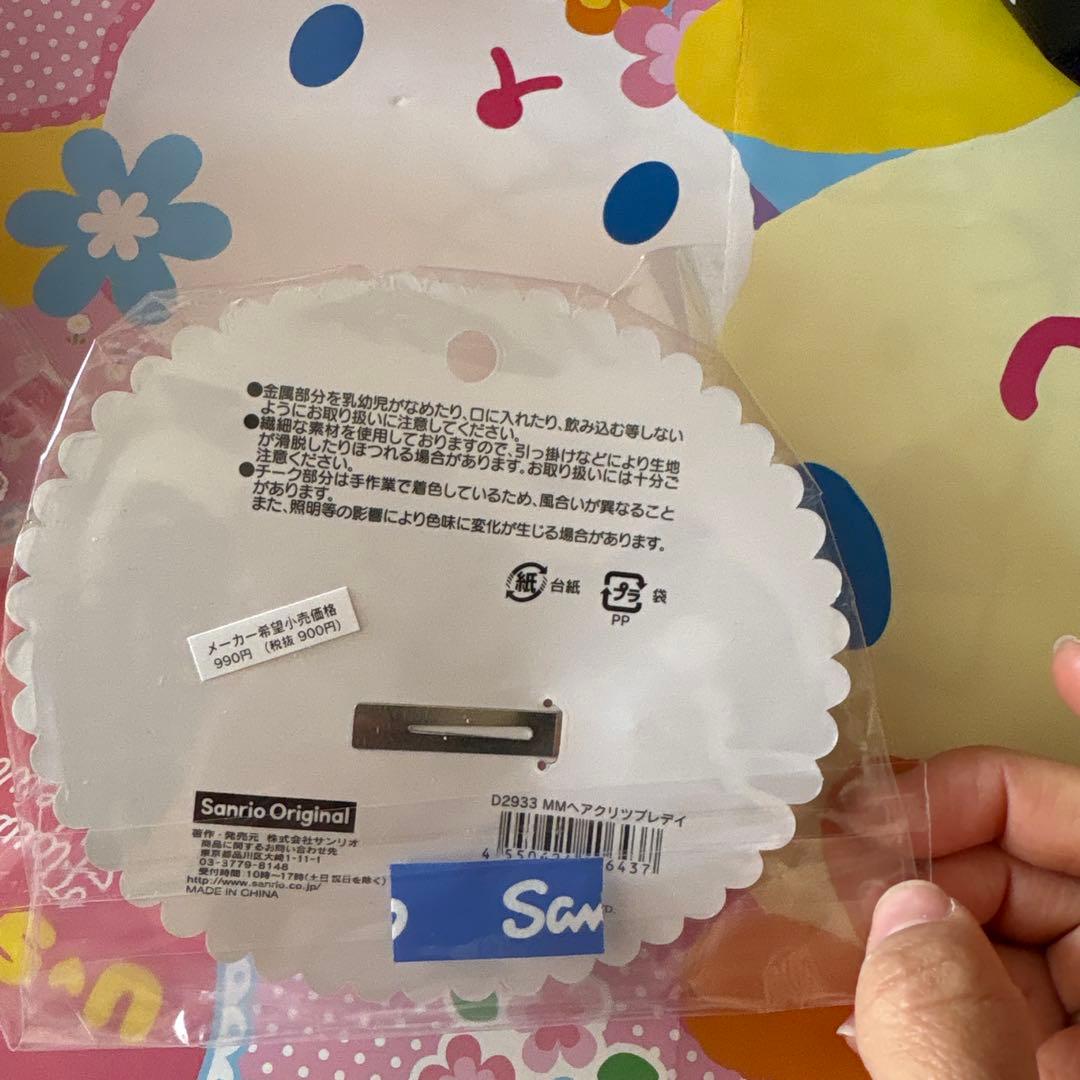 ●金属部分を乳幼児がなめたり、口に入れたり、飲み込む等しない
ようにお取り扱いに注意してください。
●繊細な素材を使用しておりますので、引っ掛けなどにより生地
が滑脱したりほつれる場合があります。お取り扱いには十分ご
注意ください。
●チーク部分は手作業で着色しているため、風合いが異なること
があります。
また、照明等の影響により色味に変化が生じる場合があります。
紙 台紙
プラ 袋
PP
メーカー希望小売価格
990円 (税抜 900円)
Sanrio Original
D2933 MMヘアクリツプレデイ
著作・発売元 株式会社サンリオ
商品に関するお問い合わせ先
東京都品川区大崎1-11-1
03-3779-8148
受付時間 10時〜17時(土日祝日を除く)
http://www.sanrio.co.jp/
MADE IN CHINA
6437
San